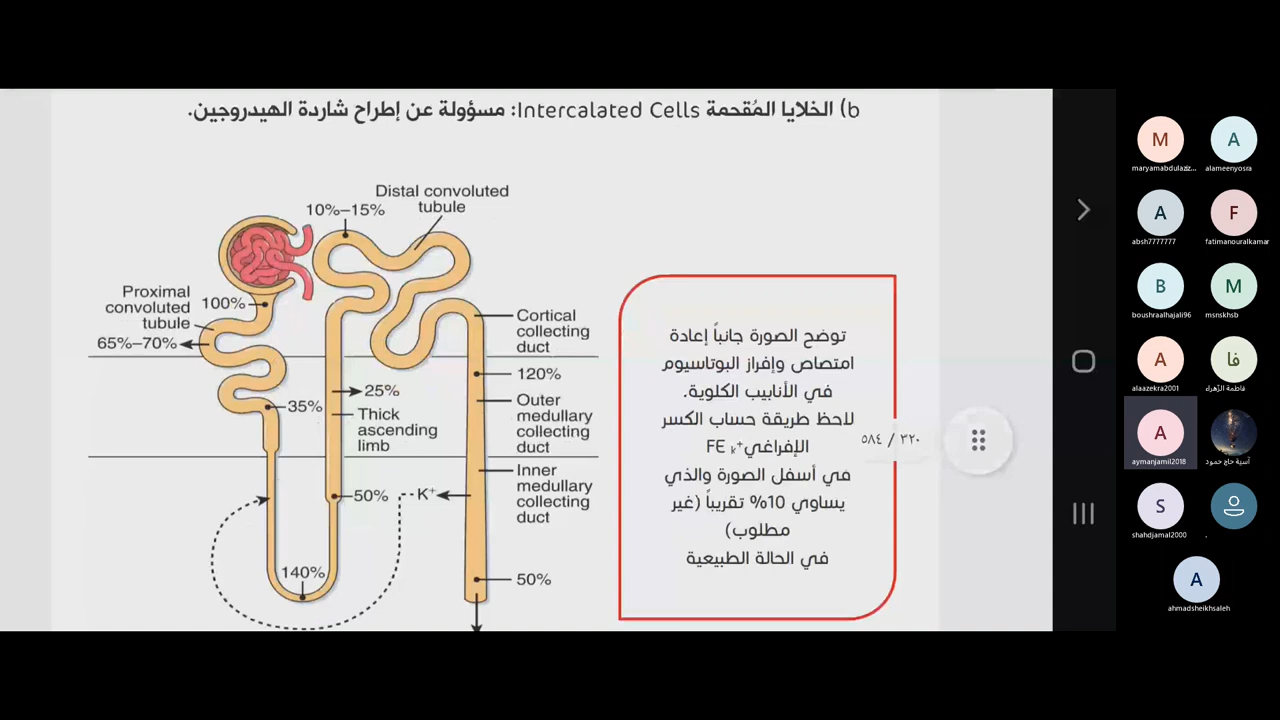 b) الخلايا المُقحمة Intercalated Cells: مسؤولة عن إطراح شاردة الهيدروجين.
Distal convoluted
tubule
10%–15%
Proximal
convoluted
tubule
100%
65%–70%
35%
25%
Thick
ascending
limb
50%
140%
K⁺
Cortical
collecting
duct
120%
Outer
medullary
collecting
duct
Inner
medullary
collecting
duct
50%
توضح الصورة جانباً إعادة
امتصاص وإفراز البوتاسيوم
في الأنابيب الكلوية.
لاحظ طريقة حساب الكسر
الإفراغي FE ₖ⁺
في أسفل الصورة والذي
يساوي 10% تقريباً (غير
مطلوب)
في الحالة الطبيعية
٣٢٠ / ٥٨٤
M
maryamabdulaziz...
A
alameenyosra
A
absh7777777
F
fatimanouralkamar
B
boushraalhajali96
M
msnskhsb
A
alaazekra2001
فا
فاطمة الزّهراء
A
aymanjamil2018
آسية حاج حمود
S
shahdjamal2000
.
A
ahmadsheikhsaleh